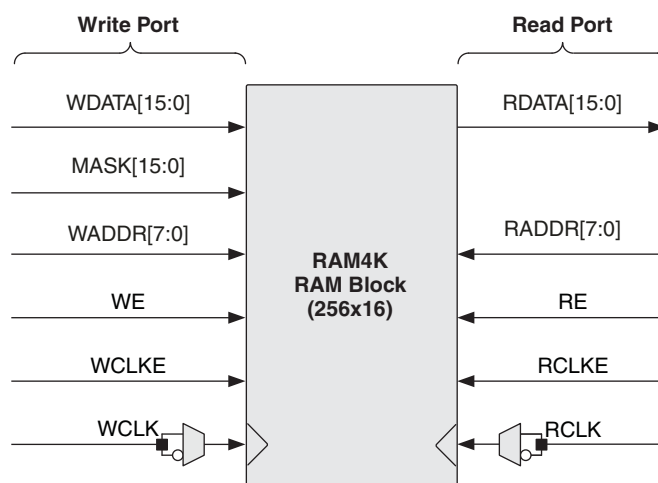 Write Port
Read Port
WDATA[15:0]
RDATA[15:0]
MASK[15:0]
WADDR[7:0]
RADDR[7:0]
RAM4K
RAM Block
(256x16)
WE
RE
WCLKE
RCLKE
WCLK
RCLK